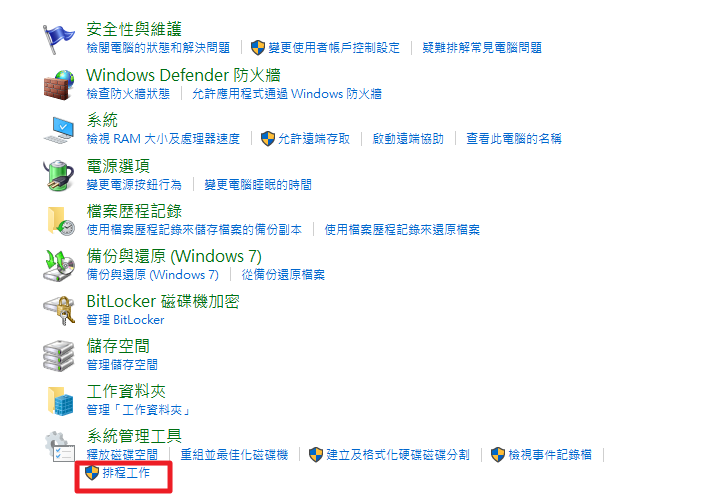 安全性與維護
檢閱電腦的狀態和解決問題 變更使用者帳戶控制設定 疑難排解常見電腦問題
Windows Defender 防火牆
檢查防火牆狀態 允許應用程式通過 Windows 防火牆
系統
檢視 RAM 大小及處理器速度 允許遠端存取 啟動遠端協助 查看此電腦的名稱
電源選項
變更電源按鈕行為 變更電腦睡眠的時間
檔案歷程記錄
使用檔案歷程記錄來儲存檔案的備份副本 使用檔案歷程記錄來還原檔案
備份與還原 (Windows 7)
備份與還原 (Windows 7) 從備份還原檔案
BitLocker 磁碟機加密
管理 BitLocker
儲存空間
管理儲存空間
工作資料夾
管理「工作資料夾」
系統管理工具
釋放磁碟空間 重組並最佳化磁碟機 建立及格式化硬碟磁碟分割 檢視事件記錄檔
排程工作